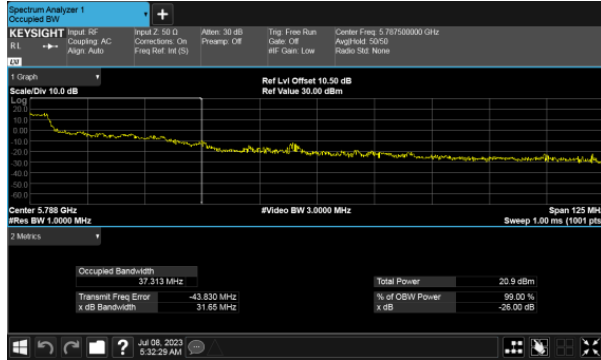 Spectrum Analyzer 1
Occupied BW
+
KEYSIGHT Input: RF Input Z: 50 Ω Atten: 30 dB Trig: Free Run Center Freq: 5.787500000 GHz
R L Coupling: AC Corrections: On Preamp: Off Gate: Off Avg|Hold: 50/50
Align: Auto Freq Ref: Int (S) #IF Gain: Low Radio Std: None
LXI
1 Graph Ref Lvl Offset 10.50 dB
Scale/Div 10.0 dB Ref Value 30.00 dBm
Log
20.0
10.0
0.00
-10.0
-20.0
-30.0
-40.0
-50.0
-60.0
Center 5.788 GHz #Video BW 3.0000 MHz Span 125 MH
#Res BW 1.0000 MHz Sweep 1.00 ms (1001 pts
2 Metrics
Occupied Bandwidth
37.313 MHz Total Power 20.9 dBm
Transmit Freq Error -43.830 MHz % of OBW Power 99.00 %
x dB Bandwidth 31.65 MHz x dB -26.00 dB
? Jul 08, 2023
5:32:29 AM